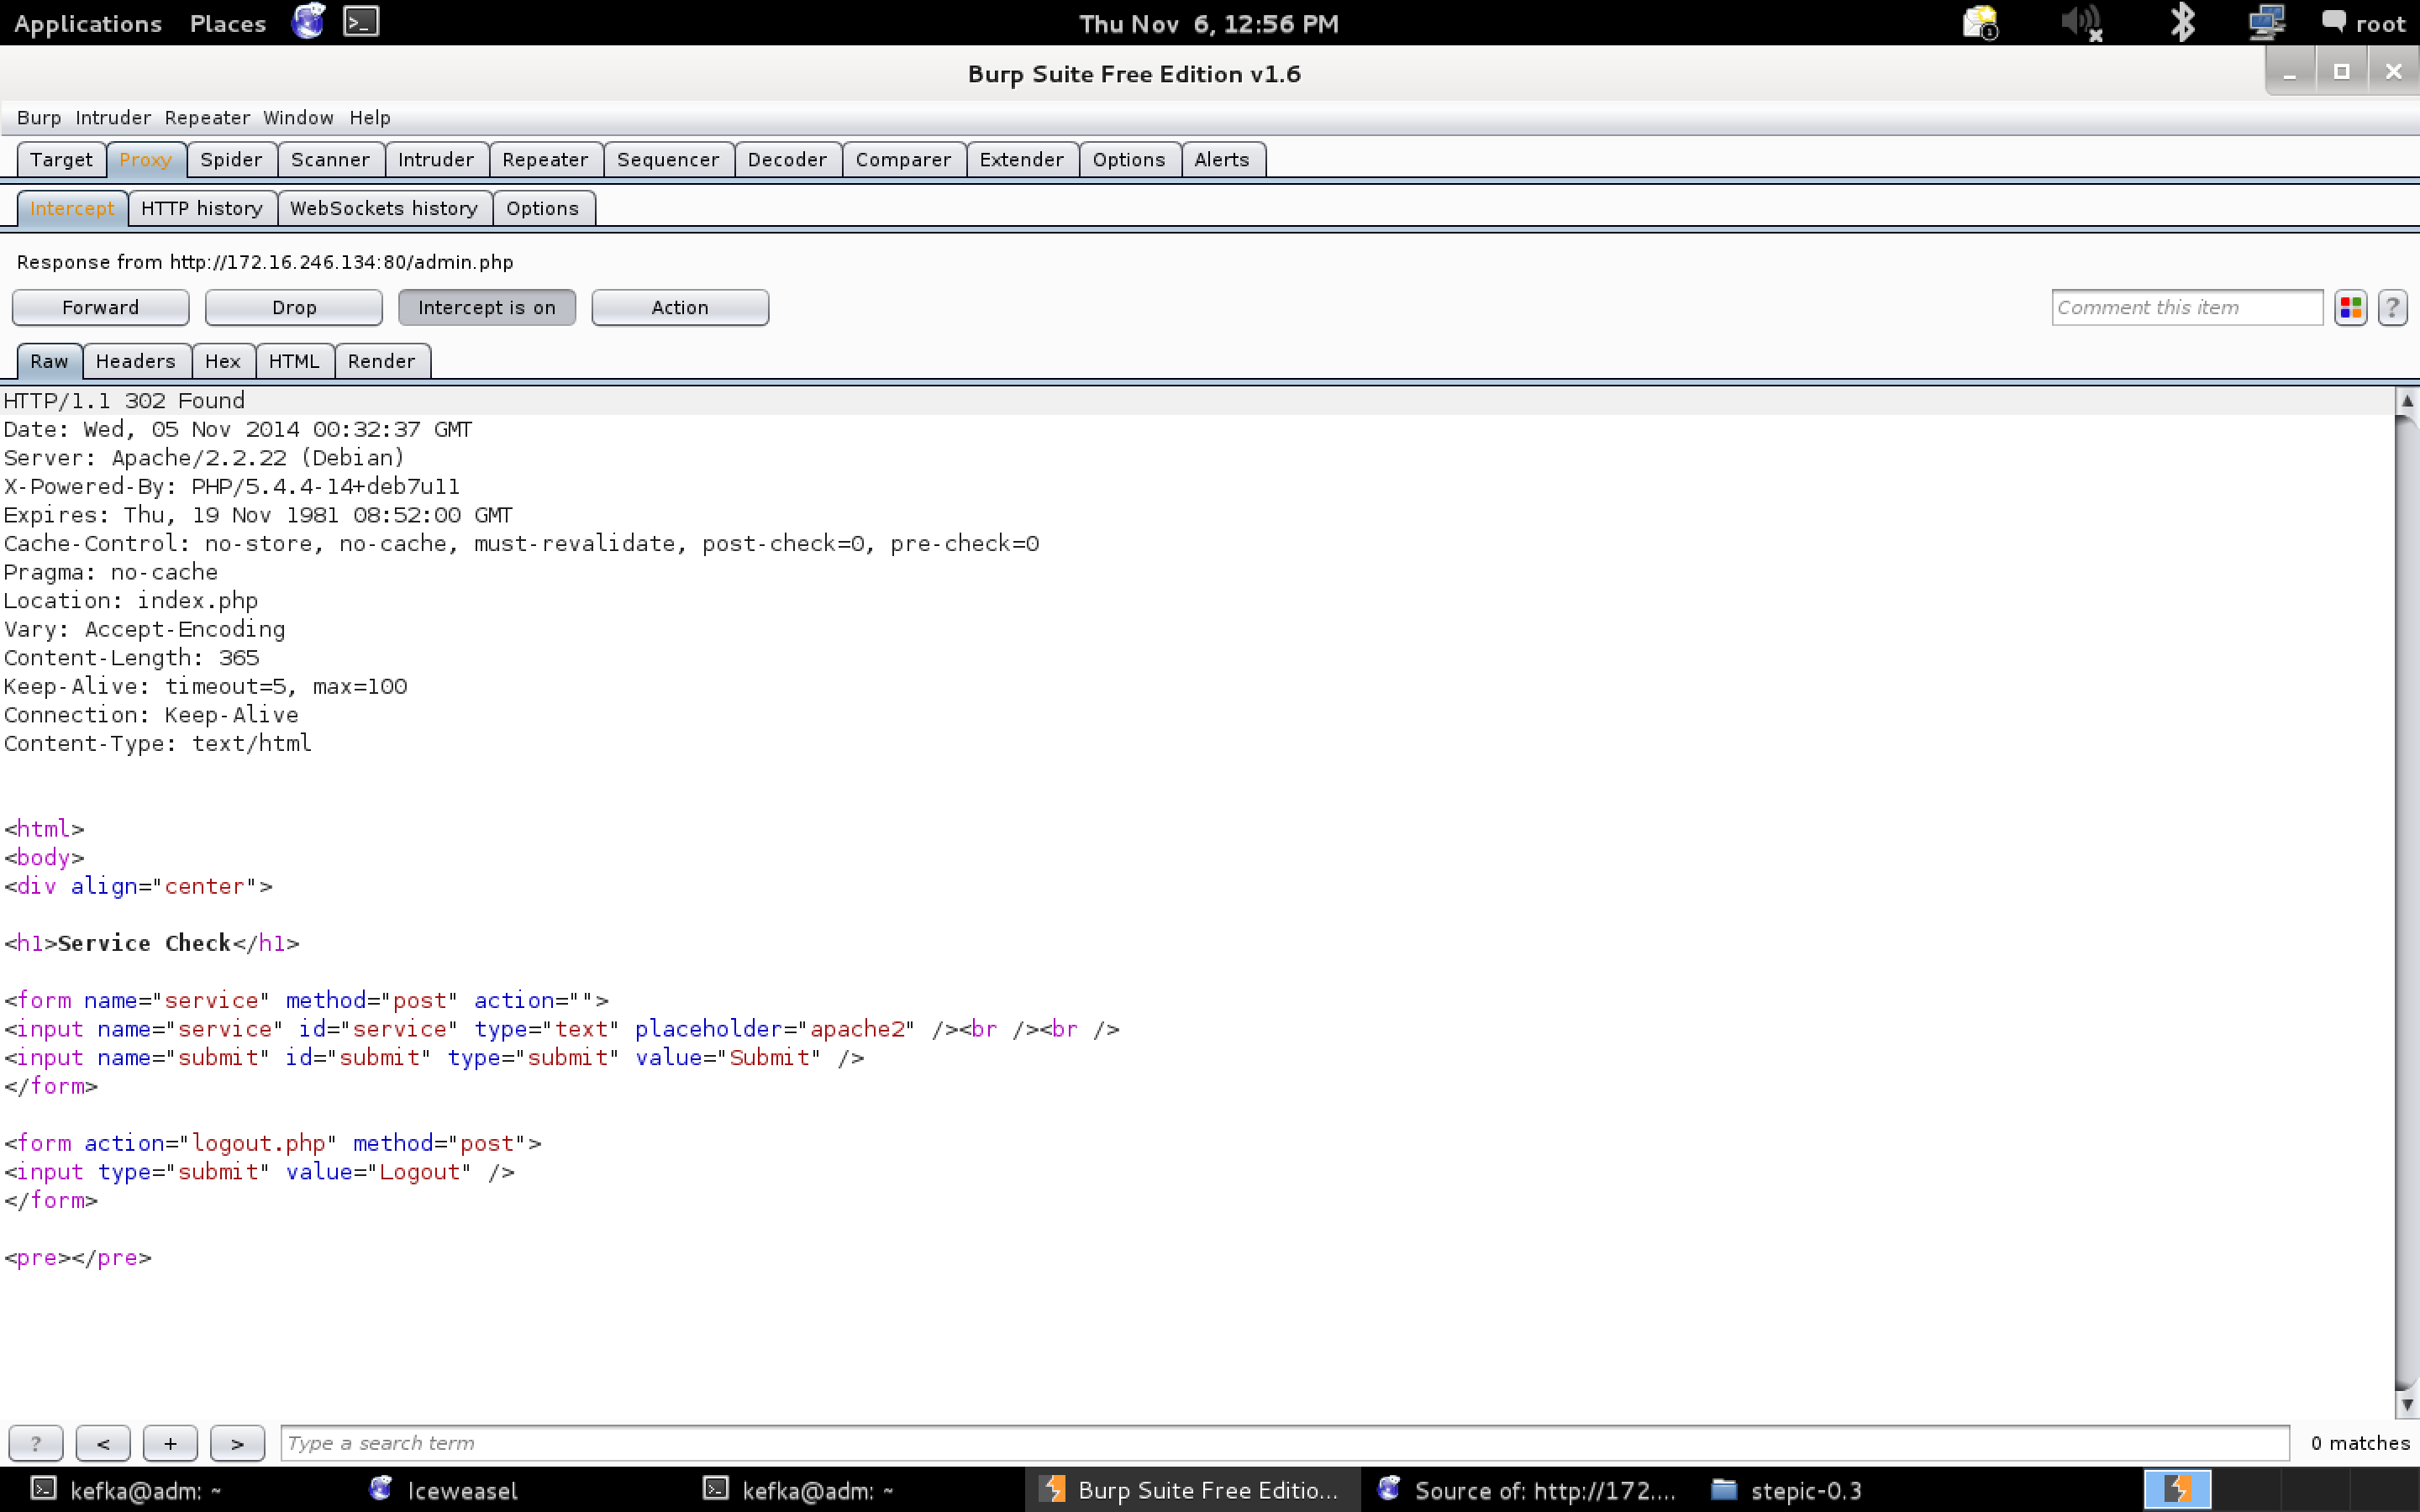 Applications Places Thu Nov 6, 12:56 PM root
Burp Suite Free Edition v1.6
Burp Intruder Repeater Window Help
Target Proxy Spider Scanner Intruder Repeater Sequencer Decoder Comparer Extender Options Alerts
Intercept HTTP history WebSockets history Options
Response from http://172.16.246.134:80/admin.php
Forward Drop Intercept is on Action Comment this item ?
Raw Headers Hex HTML Render
HTTP/1.1 302 Found
Date: Wed, 05 Nov 2014 00:32:37 GMT
Server: Apache/2.2.22 (Debian)
X-Powered-By: PHP/5.4.4-14+deb7u11
Expires: Thu, 19 Nov 1981 08:52:00 GMT
Cache-Control: no-store, no-cache, must-revalidate, post-check=0, pre-check=0
Pragma: no-cache
Location: index.php
Vary: Accept-Encoding
Content-Length: 365
Keep-Alive: timeout=5, max=100
Connection: Keep-Alive
Content-Type: text/html
<html>
<body>
<div align="center">
<h1>Service Check</h1>
<form name="service" method="post" action="">
<input name="service" id="service" type="text" placeholder="apache2" /><br /><br />
<input name="submit" id="submit" type="submit" value="Submit" />
</form>
<form action="logout.php" method="post">
<input type="submit" value="Logout" />
</form>
<pre></pre>
? < + > Type a search term 0 matches
kefka@adm: ~ Iceweasel kefka@adm: ~ Burp Suite Free Editio... Source of: http://172.... stepic-0.3